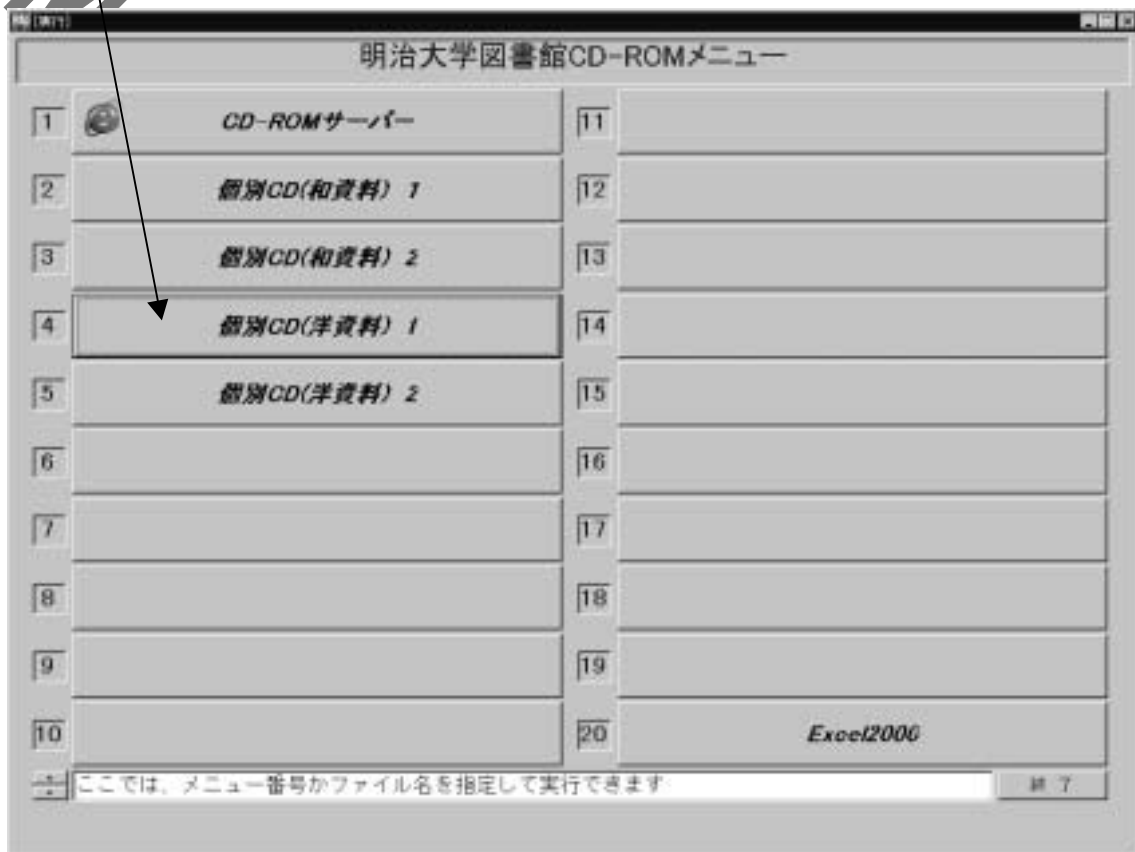 [実行]
明治大学図書館CD-ROMメニュー
1 CD-ROMサーバー
2 個別CD(和資料) 1
3 個別CD(和資料) 2
4 個別CD(洋資料) 1
5 個別CD(洋資料) 2
6
7
8
9
10
11
12
13
14
15
16
17
18
19
20 Excel2000
ここでは、メニュー番号かファイル名を指定して実行できます
終 了